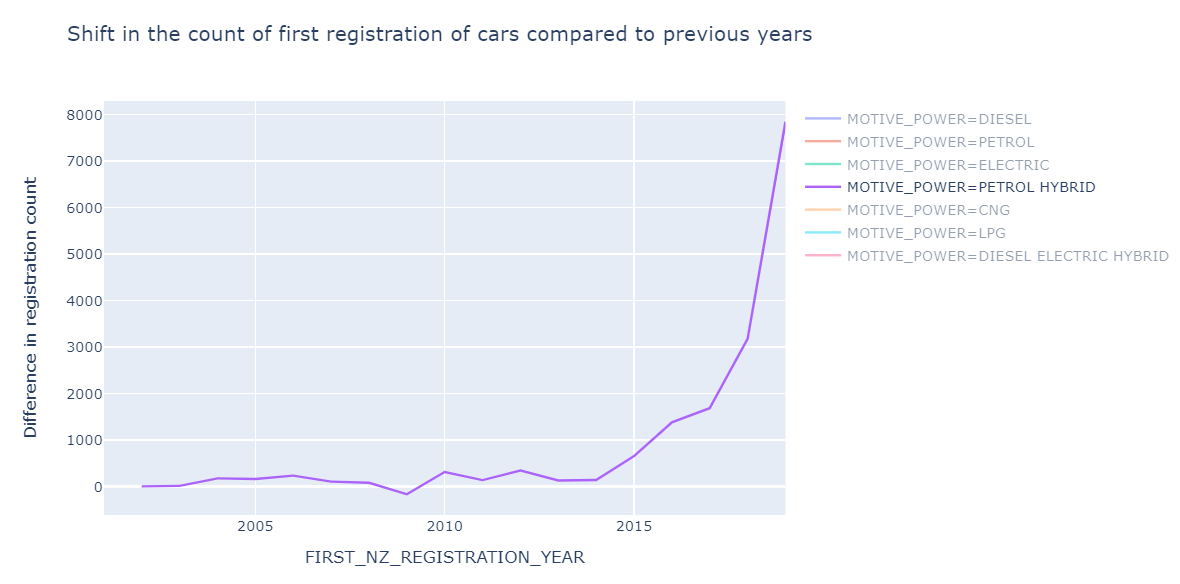 Shift in the count of first registration of cars compared to previous years
8000
7000
6000
5000
4000
3000
2000
1000
0
Difference in registration count
2005
2010
2015
FIRST_NZ_REGISTRATION_YEAR
MOTIVE_POWER=DIESEL
MOTIVE_POWER=PETROL
MOTIVE_POWER=ELECTRIC
MOTIVE_POWER=PETROL HYBRID
MOTIVE_POWER=CNG
MOTIVE_POWER=LPG
MOTIVE_POWER=DIESEL ELECTRIC HYBRID